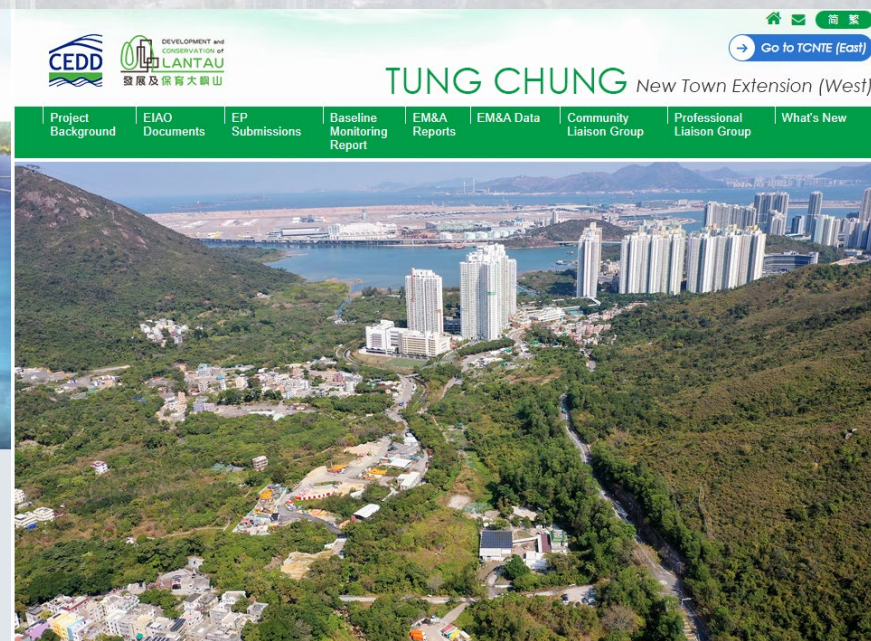 简 繁
CEDD
DEVELOPMENT and
CONSERVATION of
LANTAU
發展及保育大嶼山
Go to TCNTE (East)
TUNG CHUNG New Town Extension (West)
Project
Background
EIAO
Documents
EP
Submissions
Baseline
Monitoring
Report
EM&A
Reports
EM&A Data
Community
Liaison Group
Professional
Liaison Group
What's New